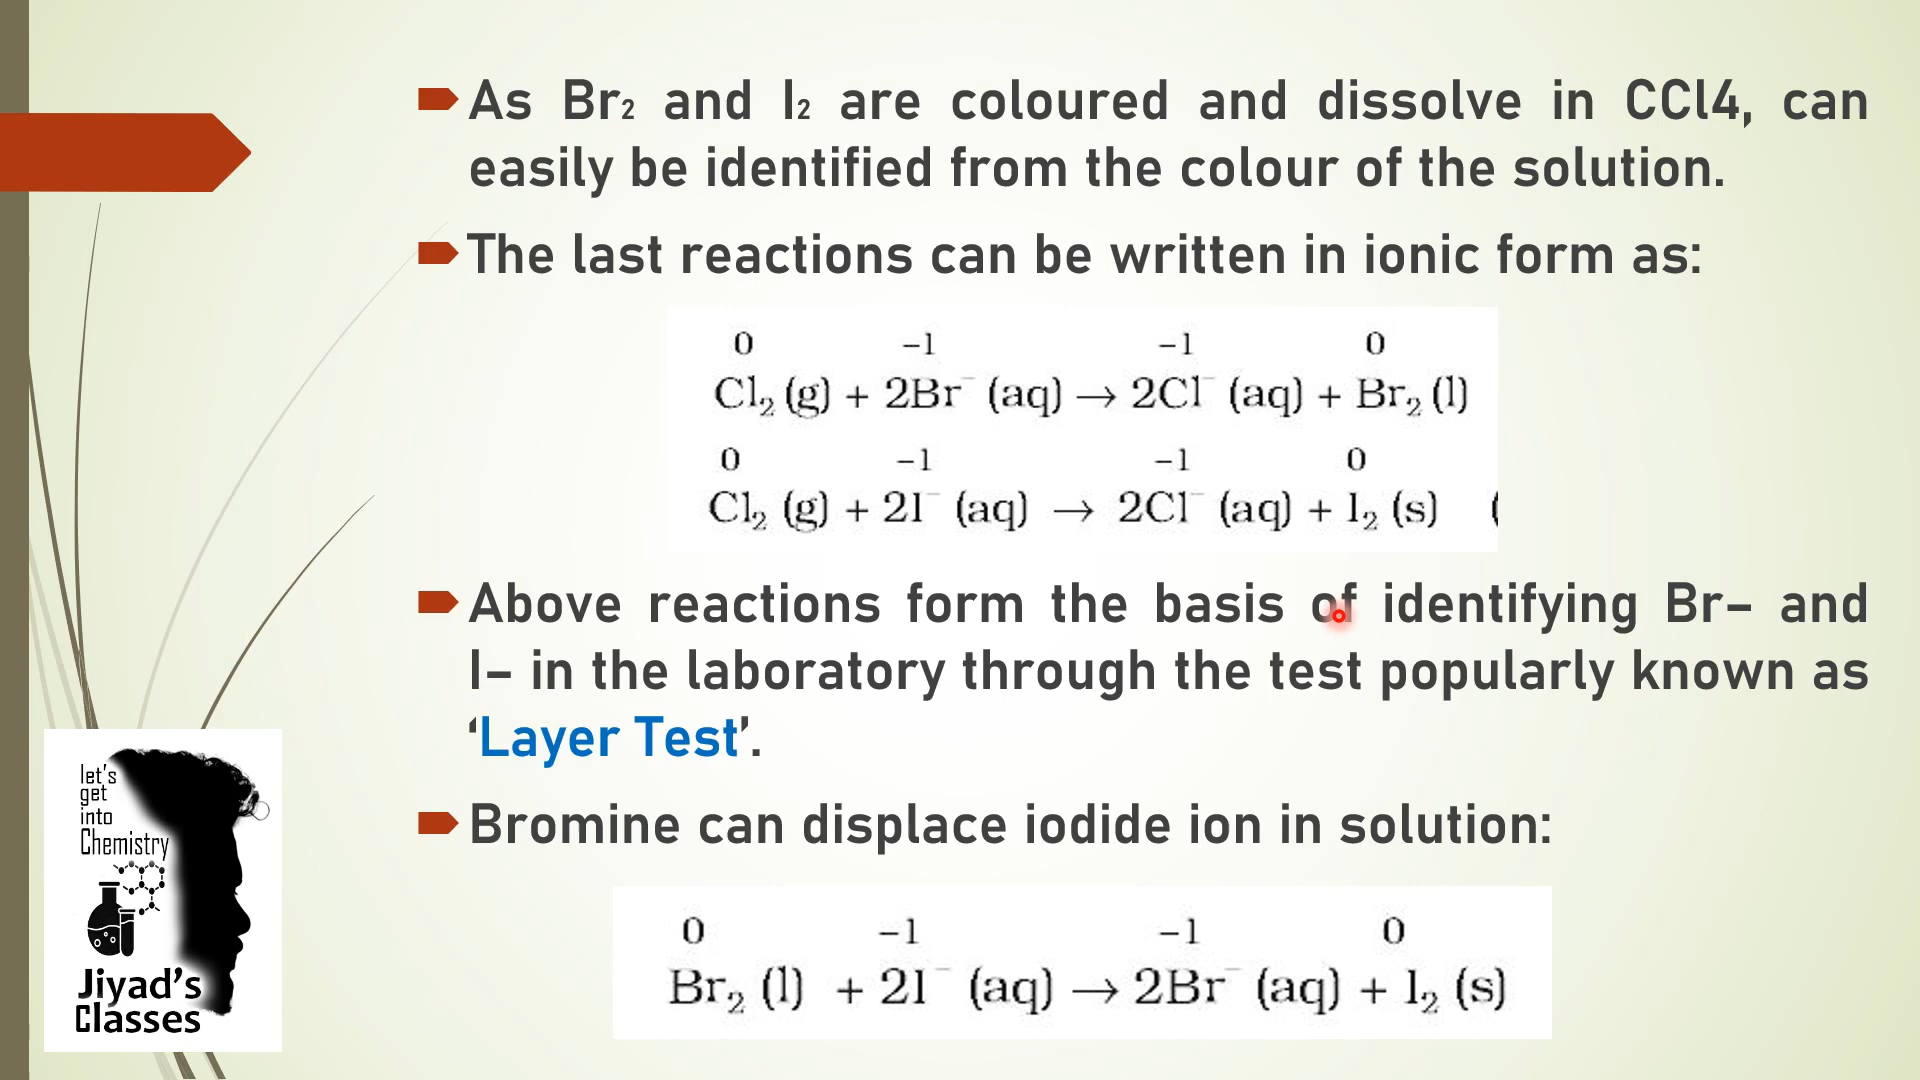 As Br₂ and I₂ are coloured and dissolve in CCl4, can
easily be identified from the colour of the solution.
The last reactions can be written in ionic form as:
0 −1 −1 0
Cl₂ (g) + 2Br⁻ (aq) → 2Cl⁻ (aq) + Br₂ (l)
0 −1 −1 0
Cl₂ (g) + 2I⁻ (aq) → 2Cl⁻ (aq) + I₂ (s) (
Above reactions form the basis of identifying Br– and
I– in the laboratory through the test popularly known as
‘Layer Test’.
Bromine can displace iodide ion in solution:
0 −1 −1 0
Br₂ (l) + 2I⁻ (aq) → 2Br⁻ (aq) + I₂ (s)
let's
get
into
Chemistry
Jiyad's
Classes